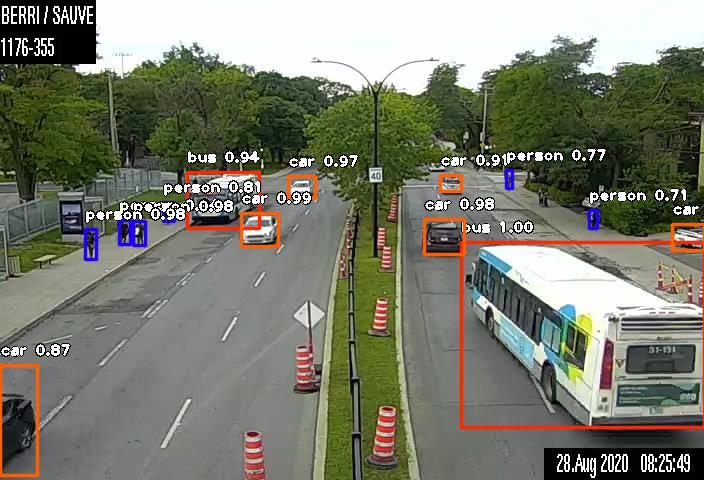 BERRI / SAUVE
1176-355
bus 0.94
car 0.97
car 0.91
person 0.77
person 0.81
person 0.98
0.98
car 0.99
car 0.98
person 0.71
car
bus 1.00
40
car 0.87
31-131
28.Aug 2020 08:25:49